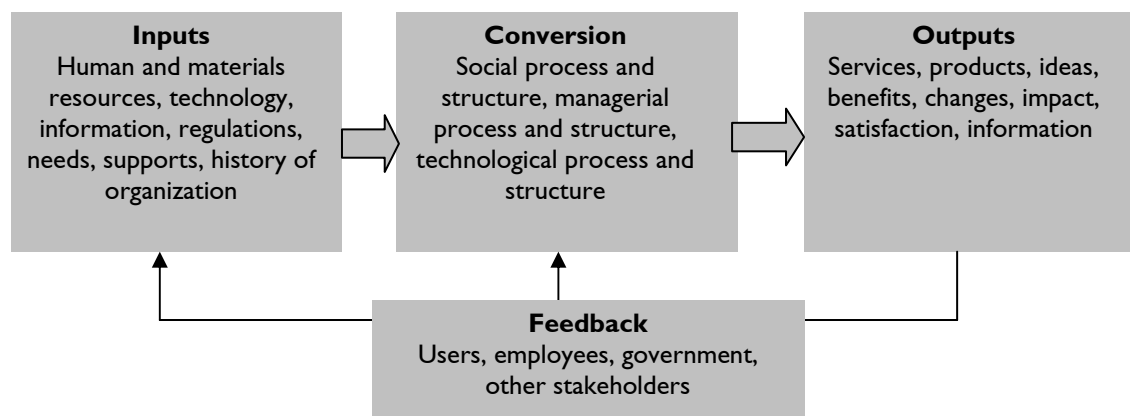 Inputs
Human and materials
resources, technology,
information, regulations,
needs, supports, history of
organization
Conversion
Social process and
structure, managerial
process and structure,
technological process and
structure
Outputs
Services, products, ideas,
benefits, changes, impact,
satisfaction, information
Feedback
Users, employees, government,
other stakeholders